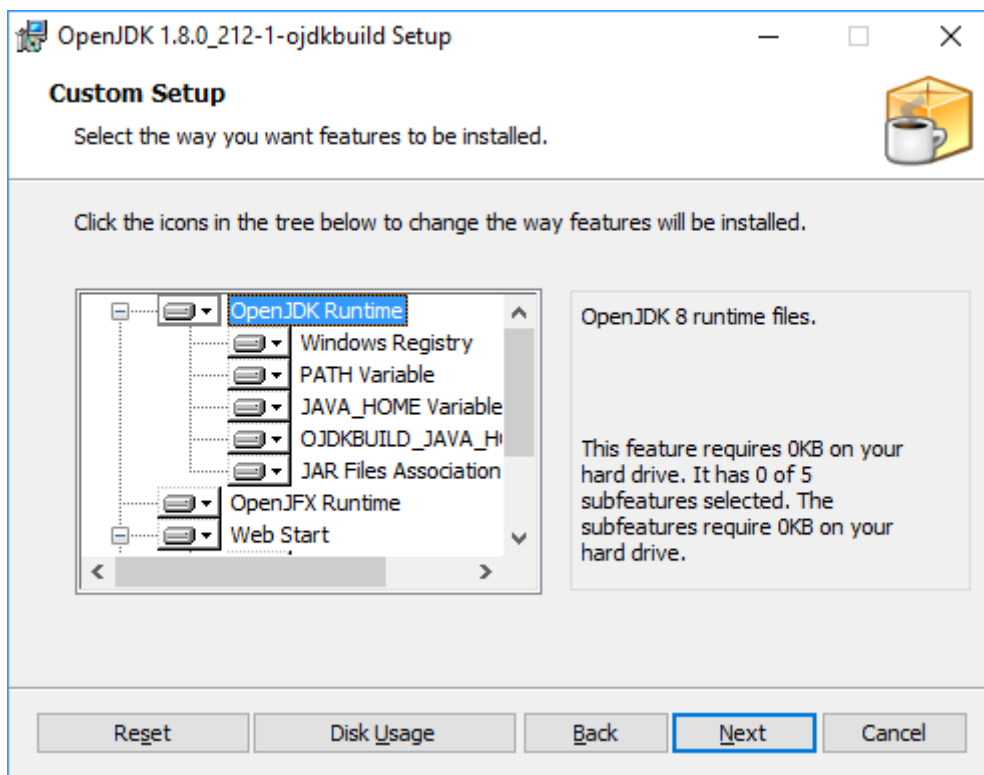 OpenJDK 1.8.0_212-1-ojdkbuild Setup
Custom Setup
Select the way you want features to be installed.
Click the icons in the tree below to change the way features will be installed.
OpenJDK Runtime
Windows Registry
PATH Variable
JAVA_HOME Variable
OJDKBUILD_JAVA_H
JAR Files Association
OpenJFX Runtime
Web Start
OpenJDK 8 runtime files.
This feature requires 0KB on your
hard drive. It has 0 of 5
subfeatures selected. The
subfeatures require 0KB on your
hard drive.
Reset
Disk Usage
Back
Next
Cancel